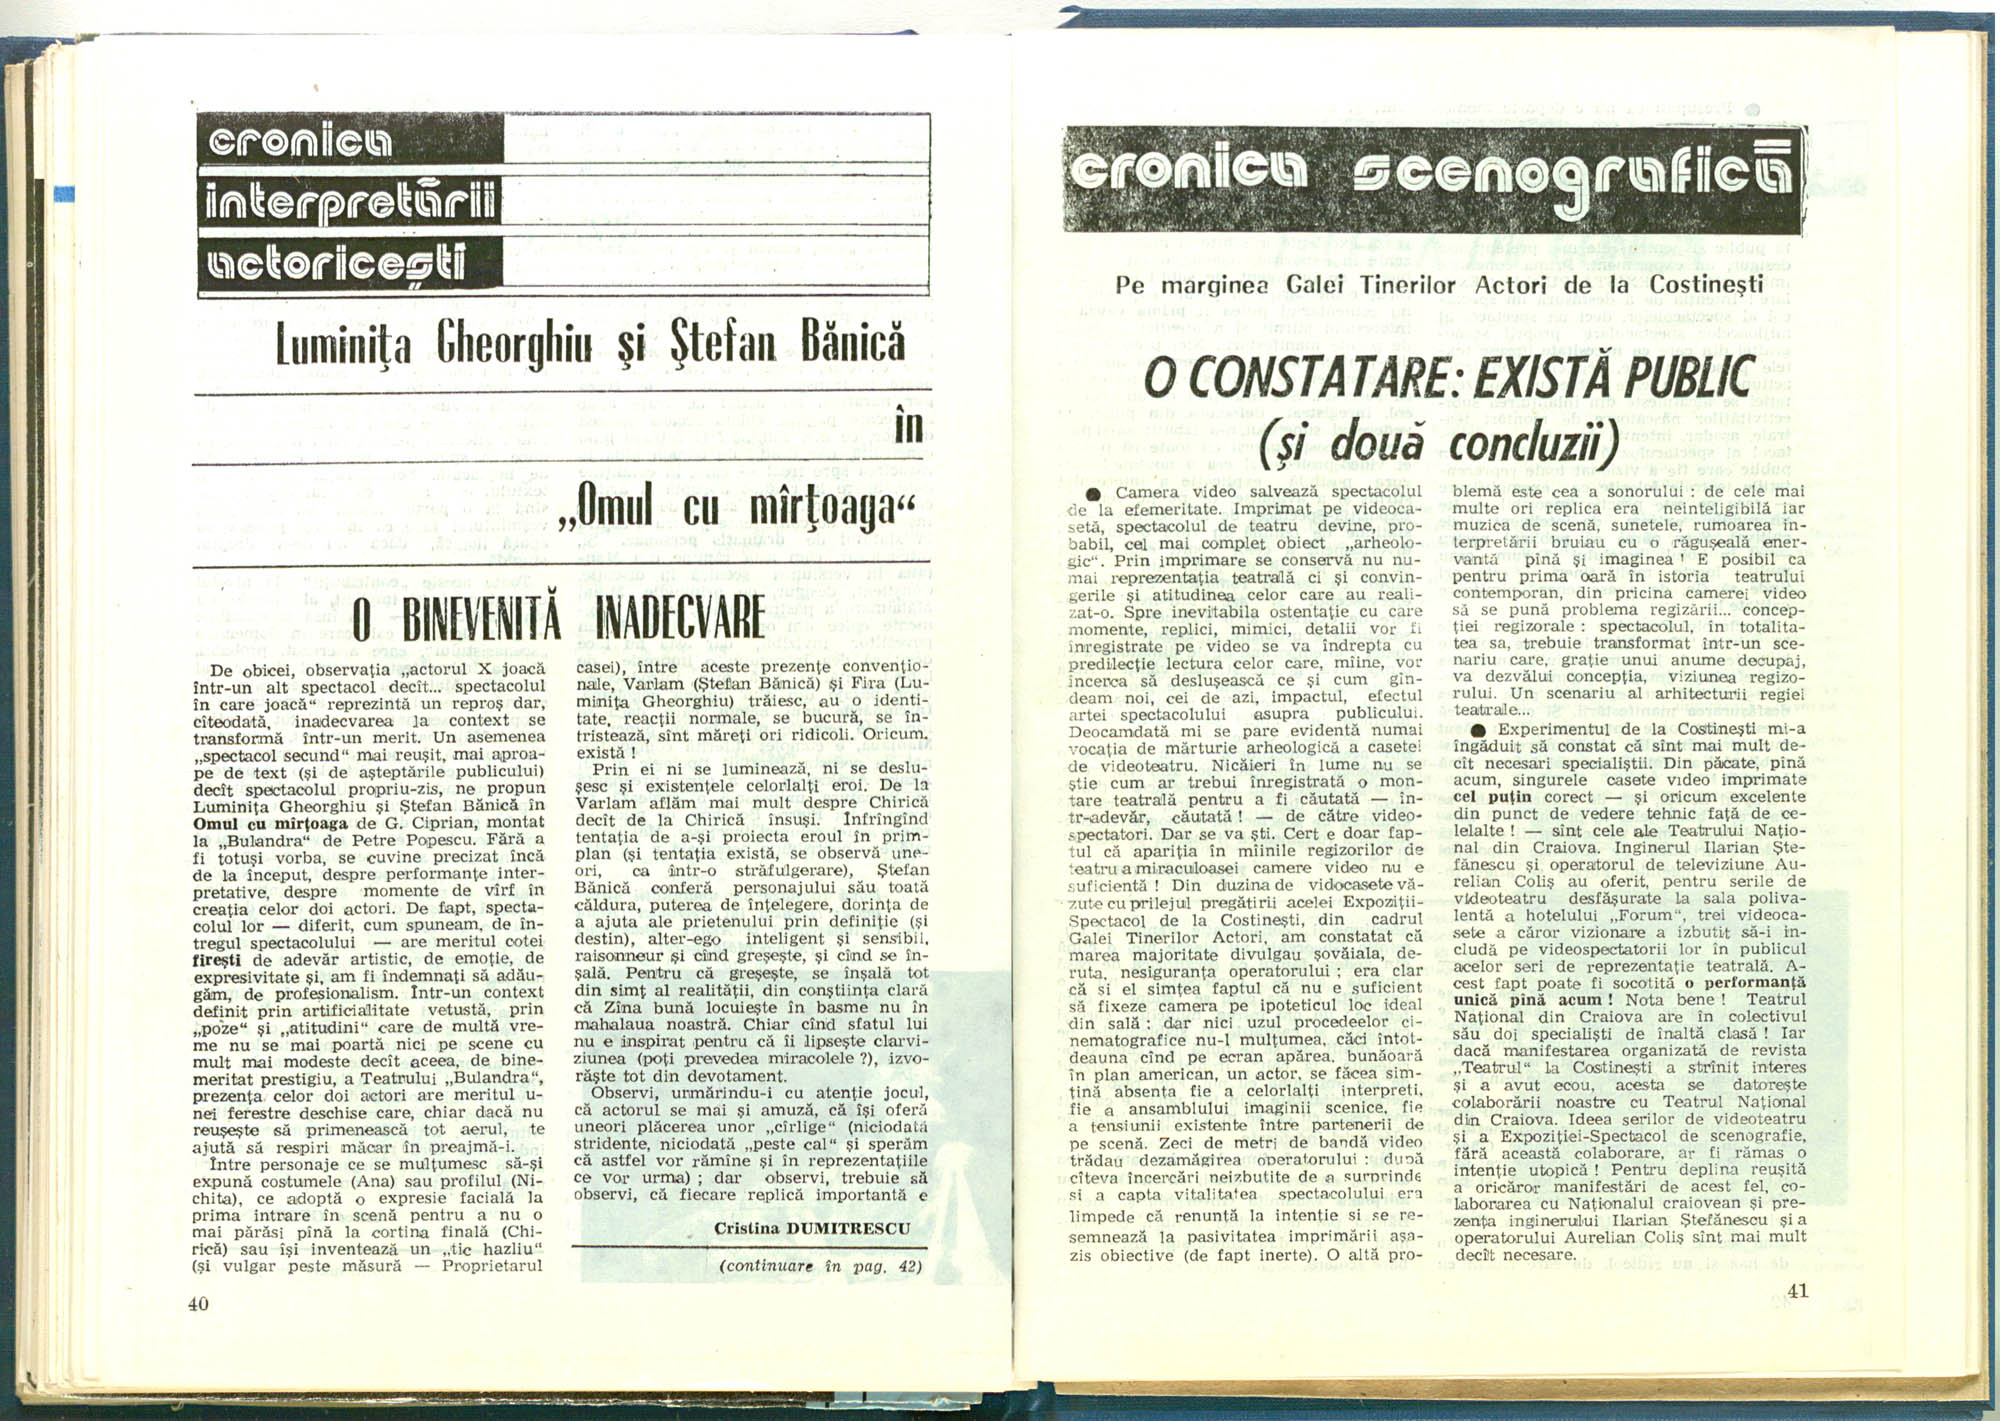 cronica
interpretării
actoricești
Luminița Gheorghiu și Ștefan Bănică
în
„Omul cu mîrțoaga“
O BINEVENITĂ INADECVARE
De obicei, observația „actorul X joacă
într-un alt spectacol decît... spectacolul
în care joacă“ reprezintă un reproș dar,
cîteodată, inadecvarea la context se
transformă într-un merit. Un asemenea
„spectacol secund“ mai reușit, mai aproa-
pe de text (și de așteptările publicului)
decît spectacolul propriu-zis, ne propun
Luminița Gheorghiu și Ștefan Bănică în
Omul cu mîrțoaga de G. Ciprian, montat
la „Bulandra“ de Petre Popescu. Fără a
fi totuși vorba, se cuvine precizat încă
de la început, despre performanțe inter-
pretative, despre momente de vîrf în
creația celor doi actori. De fapt, specta-
colul lor — diferit, cum spuneam, de în-
tregul spectacolului — are meritul cotei
firești de adevăr artistic, de emoție, de
expresivitate și, am fi îndemnați să adău-
găm, de profesionalism. Într-un context
definit prin artificialitate vetustă, prin
„poze“ și „atitudini“ care de multă vre-
me nu se mai poartă nici pe scene cu
mult mai modeste decît aceea, de bine-
meritat prestigiu, a Teatrului „Bulandra“,
prezența celor doi actori are meritul u-
nei ferestre deschise care, chiar dacă nu
reușește să primenească tot aerul, te
ajută să respiri măcar în preajmă-i.
Între personaje ce se mulțumesc să-și
expună costumele (Ana) sau profilul (Ni-
chita), ce adoptă o expresie facială la
prima intrare în scenă pentru a nu o
mai părăsi pînă la cortina finală (Chi-
rică) sau își inventează un „tic hazliu“
(și vulgar peste măsură — Proprietarul
casei), între aceste prezențe convențio-
nale, Varlam (Ștefan Bănică) și Fira (Lu-
minița Gheorghiu) trăiesc, au o identi-
tate, reacții normale, se bucură, se în-
tristează, sînt măreți ori ridicoli. Oricum,
există !
Prin ei ni se luminează, ni se deslu-
șesc și existențele celorlalți eroi. De la
Varlam aflăm mai mult despre Chirică
decît de la Chirică însuși. Înfrîngînd
tentația de a-și proiecta eroul în prim-
plan (și tentația există, se observă une-
ori, ca într-o străfulgerare), Ștefan
Bănică conferă personajului său toată
căldura, puterea de înțelegere, dorința de
a ajuta ale prietenului prin definiție (și
destin), alter-ego inteligent și sensibil,
raisonneur și cînd greșește, și cînd se în-
șală. Pentru că greșește, se înșală tot
din simț al realității, din conștiința clară
că Zîna bună locuiește în basme nu în
mahalaua noastră. Chiar cînd sfatul lui
nu e inspirat pentru că îi lipsește clarvi-
ziunea (poți prevedea miracolele ?), izvo-
răște tot din devotament.
Observi, urmărindu-i cu atenție jocul,
că actorul se mai și amuză, că își oferă
uneori plăcerea unor „cîrlige“ (niciodată
stridente, niciodată „peste cal“ și sperăm
că astfel vor rămîne și în reprezentațiile
ce vor urma) ; dar observi, trebuie să
observi, că fiecare replică importantă e
Cristina DUMITRESCU
(continuare în pag. 42)
40
cronica scenografică
Pe marginea Galei Tinerilor Actori de la Costinești
O CONSTATARE: EXISTĂ PUBLIC
(și două concluzii)
● Camera video salvează spectacolul
de la efemeritate. Imprimat pe videoca-
setă, spectacolul de teatru devine, pro-
babil, cel mai complet obiect „arheolo-
gic“. Prin imprimare se conservă nu nu-
mai reprezentația teatrală ci și convin-
gerile și atitudinea celor care au reali-
zat-o. Spre inevitabila ostentație cu care
momente, replici, mimici, detalii vor fi
înregistrate pe video se va îndrepta cu
predilecție lectura celor care, mîine, vor
încerca să deslușească ce și cum gîn-
deam noi, cei de azi, impactul, efectul
artei spectacolului asupra publicului.
Deocamdată mi se pare evidentă numai
vocația de mărturie arheologică a casetei
de videoteatru. Nicăieri în lume nu se
știe cum ar trebui înregistrată o mon-
tare teatrală pentru a fi căutată — în-
tr-adevăr, căutată ! — de către video-
spectatori. Dar se va ști. Cert e doar fap-
tul că apariția în mîinile regizorilor de
teatru a miraculoasei camere video nu e
suficientă ! Din duzina de vidocasete vă-
zute cu prilejul pregătirii acelei Expoziții-
Spectacol de la Costinești, din cadrul
Galei Tinerilor Actori, am constatat că
marea majoritate divulgau șovăiala, de-
ruta, nesiguranța operatorului ; era clar
că și el simțea faptul că nu e suficient
să fixeze camera pe ipoteticul loc ideal
din sală ; dar nici uzul procedeelor ci-
nematografice nu-l mulțumea, căci întot-
deauna cînd pe ecran apărea, bunăoară
în plan american, un actor, se făcea sim-
țină absența fie a celorlalți interpreți,
fie a ansamblului imaginii scenice, fie
a tensiunii existente între partenerii de
pe scenă. Zeci de metri de bandă video
trădau dezamăgirea operatorului : după
cîteva încercări neizbutite de a surprinde
și a capta vitalitatea spectacolului era
limpede că renunță la intenție și se re-
semnează la pasivitatea imprimării așa-
zis obiective (de fapt inerte). O altă pro-
blemă este cea a sonorului : de cele mai
multe ori replica era neinteligibilă iar
muzica de scenă, sunetele, rumoarea in-
terpretării bruiau cu o răgușeală ener-
vantă pînă și imaginea ! E posibil ca
pentru prima oară în istoria teatrului
contemporan, din pricina camerei video
să se pună problema regizării... concep-
ției regizorale : spectacolul, în totalita-
tea sa, trebuie transformat într-un sce-
nariu care, grație unui anume decupaj,
va dezvălui concepția, viziunea regizo-
rului. Un scenariu al arhitecturii regiei
teatrale...
● Experimentul de la Costinești mi-a
îngăduit să constat că sînt mai mult de-
cît necesari specialiștii. Din păcate, pînă
acum, singurele casete video imprimate
cel puțin corect — și oricum excelente
din punct de vedere tehnic față de ce-
lelalte ! — sînt cele ale Teatrului Națio-
nal din Craiova. Inginerul Ilarian Ște-
fănescu și operatorul de televiziune Au-
relian Coliș au oferit, pentru serile de
videoteatru desfășurate la sala poliva-
lentă a hotelului „Forum“, trei videoca-
sete a căror vizionare a izbutit să-i in-
cludă pe videospectatorii lor în publicul
acelor seri de reprezentație teatrală. A-
cest fapt poate fi socotită o performanță
unică pînă acum ! Nota bene ! Teatrul
Național din Craiova are în colectivul
său doi specialiști de înaltă clasă ! Iar
dacă manifestarea organizată de revista
„Teatrul“ la Costinești a strînit interes
și a avut ecou, acesta se datorește
colaborării noastre cu Teatrul Național
din Craiova. Ideea serilor de videoteatru
și a Expoziției-Spectacol de scenografie,
fără această colaborare, ar fi rămas o
intenție utopică ! Pentru deplina reușită
a oricăror manifestări de acest fel, co-
laborarea cu Naționalul craiovean și pre-
zența inginerului Ilarian Ștefănescu și a
operatorului Aurelian Coliș sînt mai mult
decît necesare.
41